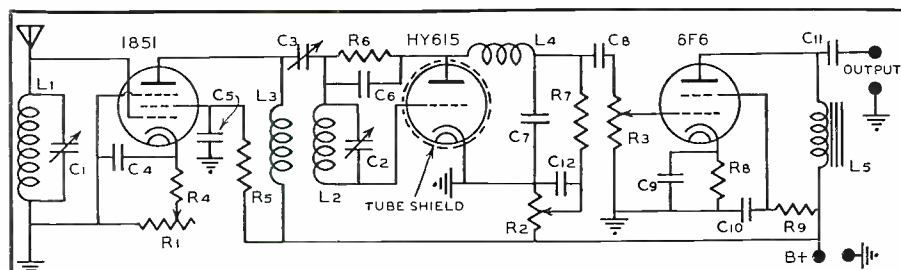 1851
HY615
6F6
L1
C1
C4
R4
R1
C5
R5
L3
C3
R6
C6
C2
L2
TUBE SHIELD
L4
C7
C8
R7
C12
R2
R3
C9
R8
C10
R9
L5
C11
OUTPUT
B+